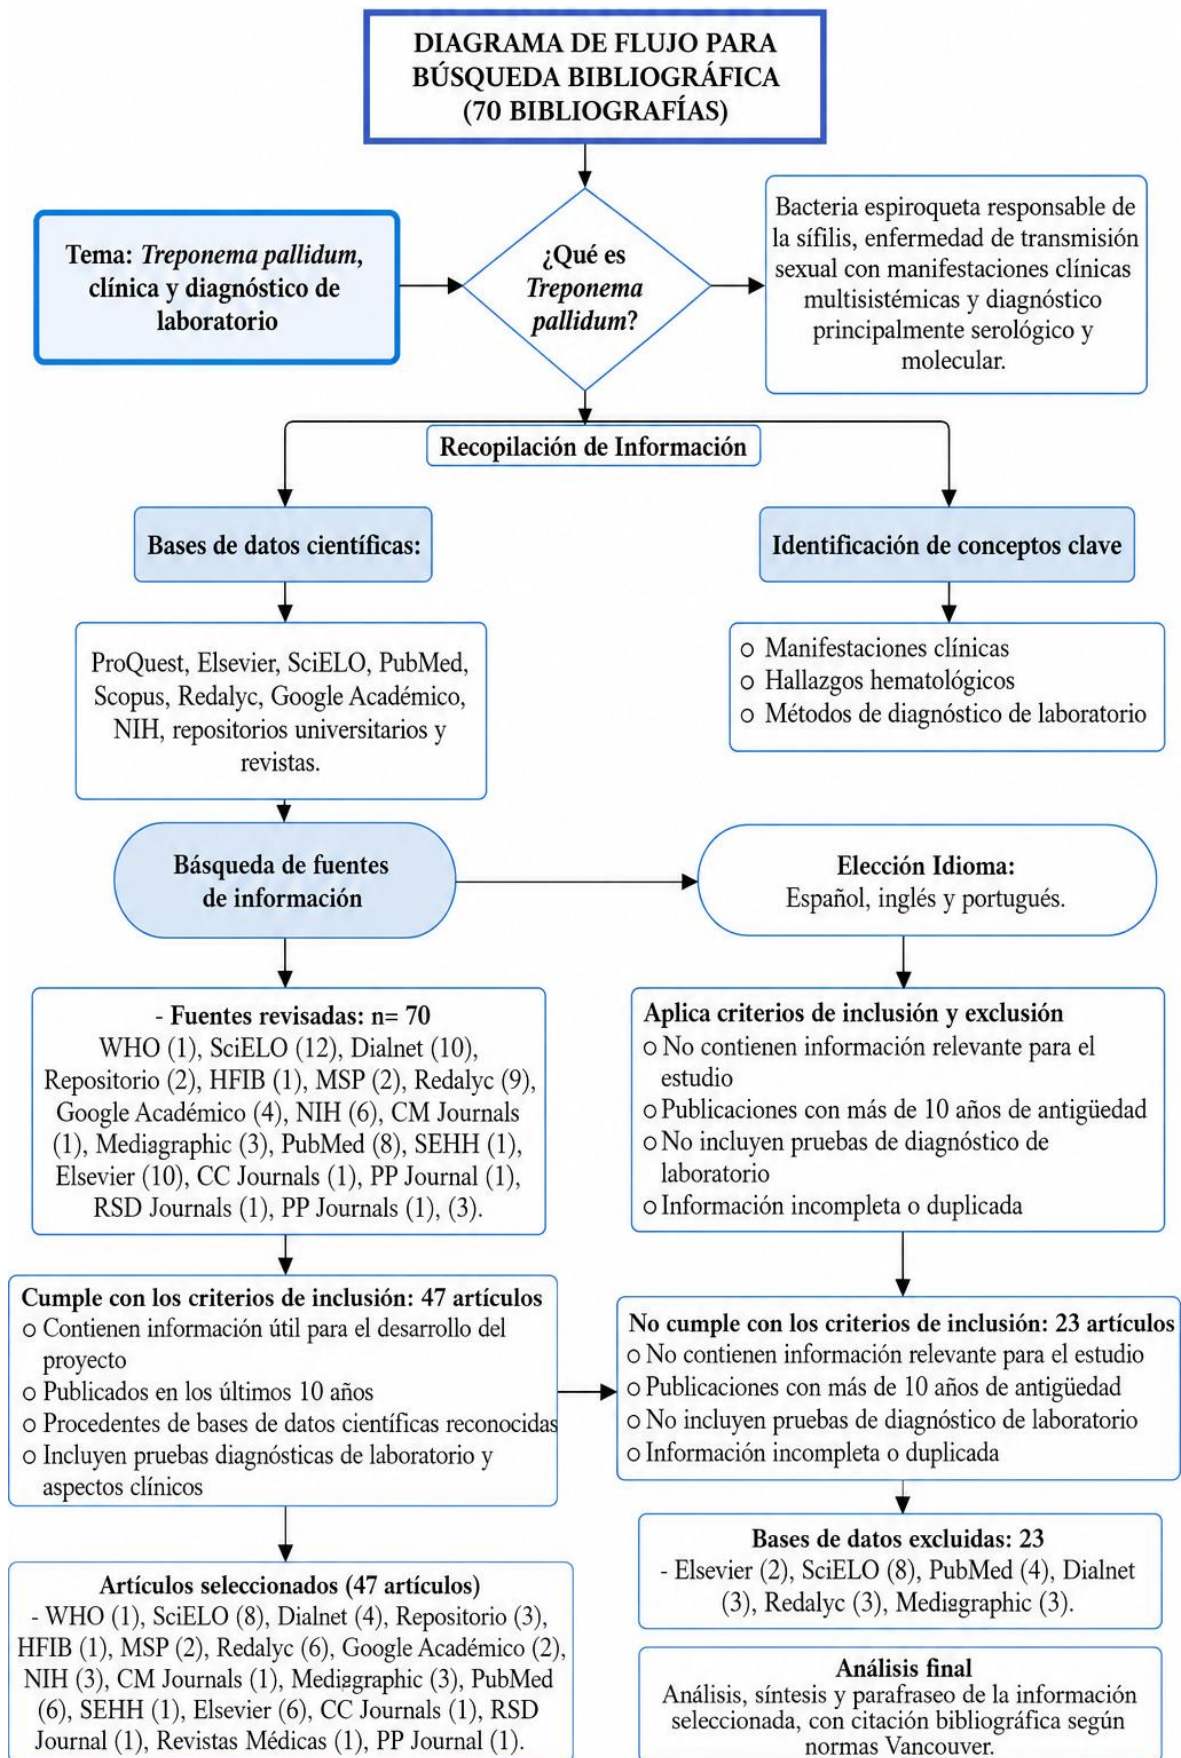 DIAGRAMA DE FLUJO PARA
BÚSQUEDA BIBLIOGRÁFICA
(70 BIBLIOGRAFÍAS)
Tema: Treponema pallidum,
clínica y diagnóstico de
laboratorio
¿Qué es
Treponema
pallidum?
Bacteria espiroqueta responsable de
la sífilis, enfermedad de transmisión
sexual con manifestaciones clínicas
multisistémicas y diagnóstico
principalmente serológico y
molecular.
Recopilación de Información
Bases de datos científicas:
ProQuest, Elsevier, SciELO, PubMed,
Scopus, Redalyc, Google Académico,
NIH, repositorios universitarios y
revistas.
Identificación de conceptos clave
○ Manifestaciones clínicas
○ Hallazgos hematológicos
○ Métodos de diagnóstico de laboratorio
Básqueda de fuentes
de información
Elección Idioma:
Español, inglés y portugués.
- Fuentes revisadas: n= 70
WHO (1), SciELO (12), Dialnet (10),
Repositorio (2), HFIB (1), MSP (2), Redalyc (9),
Google Académico (4), NIH (6), CM Journals
(1), Mediagraphic (3), PubMed (8), SEHH (1),
Elsevier (10), CC Journals (1), PP Journal (1),
RSD Journals (1), PP Journals (1), (3).
Aplica criterios de inclusión y exclusión
○ No contienen información relevante para el
estudio
○ Publicaciones con más de 10 años de antigüedad
○ No incluyen pruebas de diagnóstico de
laboratorio
○ Información incompleta o duplicada
Cumple con los criterios de inclusión: 47 artículos
○ Contienen información útil para el desarrollo del
proyecto
○ Publicados en los últimos 10 años
○ Procedentes de bases de datos científicas reconocidas
○ Incluyen pruebas diagnósticas de laboratorio y
aspectos clínicos
No cumple con los criterios de inclusión: 23 artículos
○ No contienen información relevante para el estudio
○ Publicaciones con más de 10 años de antigüedad
○ No incluyen pruebas de diagnóstico de laboratorio
○ Información incompleta o duplicada
Artículos seleccionados (47 artículos)
- WHO (1), SciELO (8), Dialnet (4), Repositorio (3),
HFIB (1), MSP (2), Redalyc (6), Google Académico (2),
NIH (3), CM Journals (1), Mediagraphic (3), PubMed
(6), SEHH (1), Elsevier (6), CC Journals (1), RSD
Journal (1), Revistas Médicas (1), PP Journal (1).
Bases de datos excluidas: 23
- Elsevier (2), SciELO (8), PubMed (4), Dialnet
(3), Redalyc (3), Mediagraphic (3).
Análisis final
Análisis, síntesis y parafraseo de la información
seleccionada, con citación bibliográfica según
normas Vancouver.